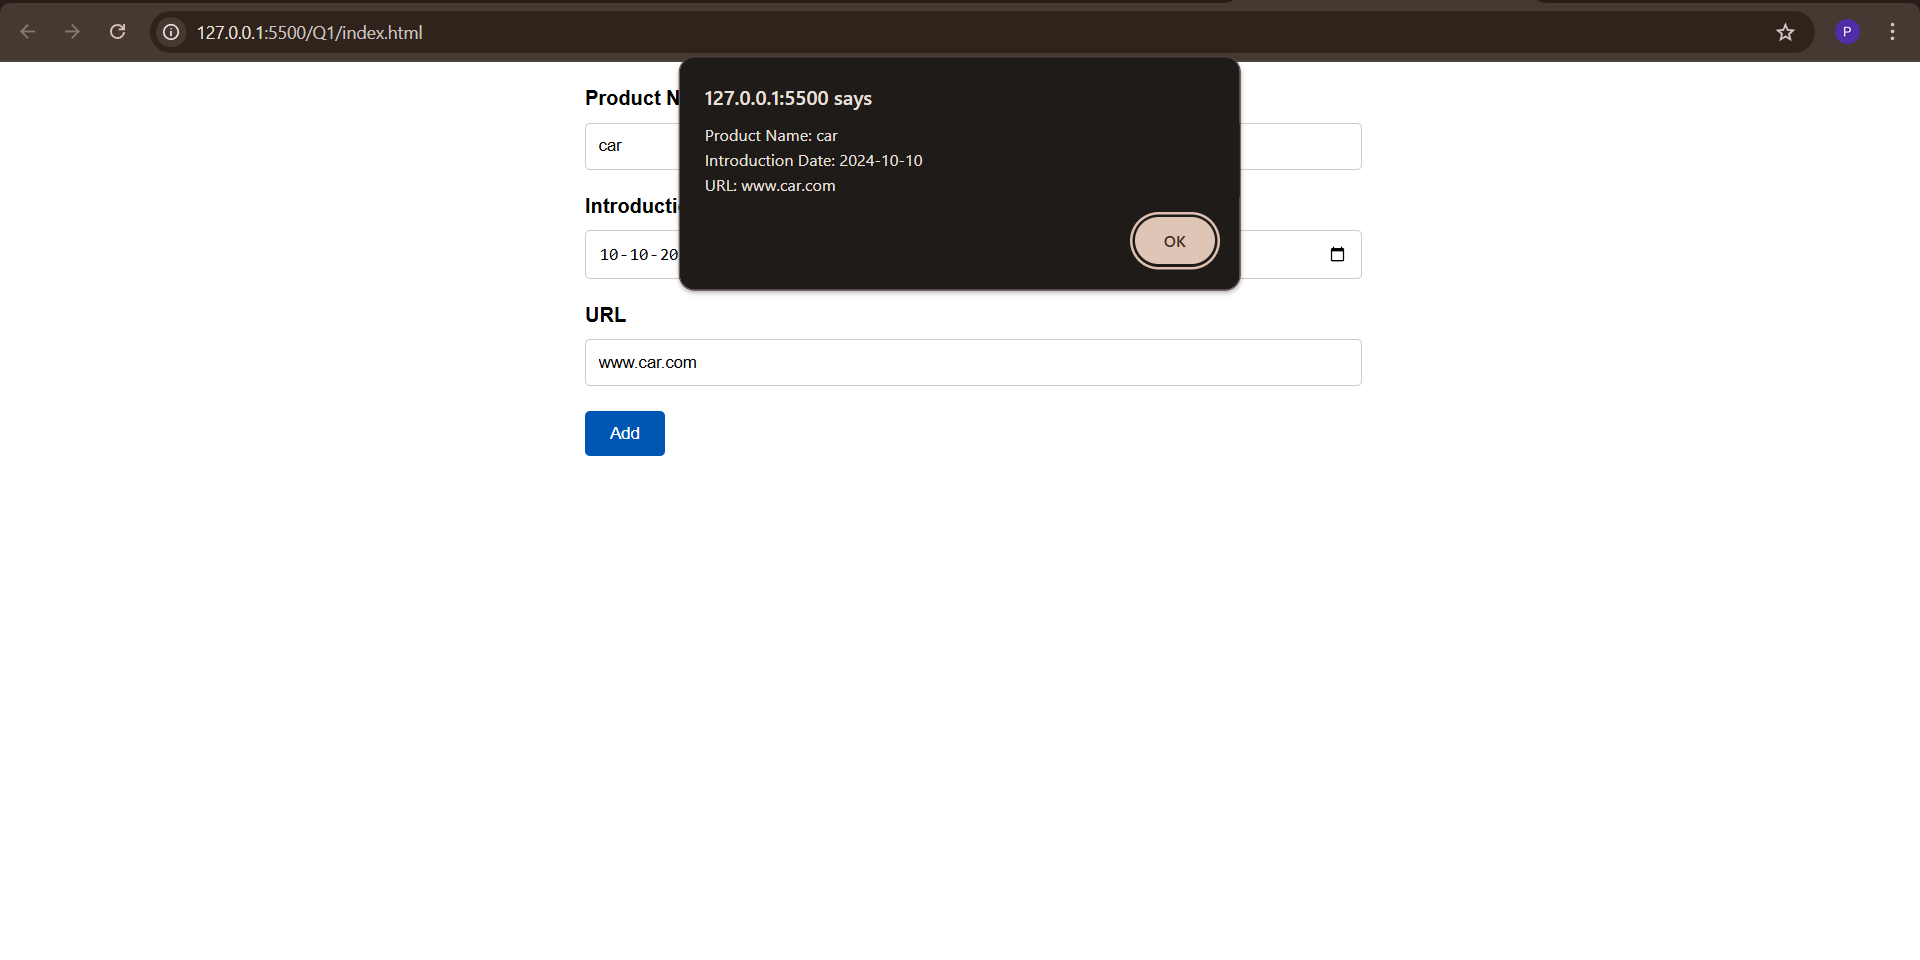 127.0.0.1:5500/Q1/index.html
P
127.0.0.1:5500 says
Product Name: car
Introduction Date: 2024-10-10
URL: www.car.com
OK
Product N
car
Introducti
10-10-20
URL
www.car.com
Add